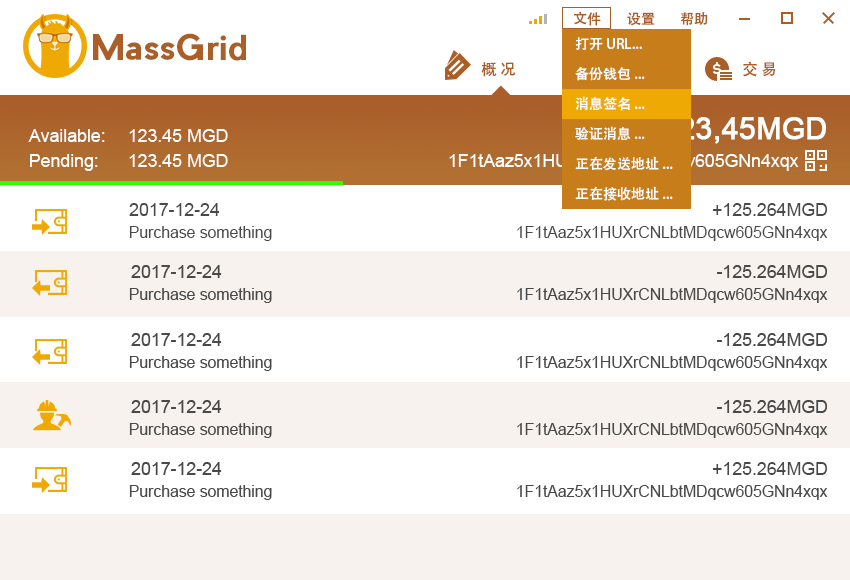 文件 设置 帮助
MassGrid
概况
交易
打开 URL...
备份钱包 ...
消息签名 ...
验证消息 ...
正在发送地址 ...
正在接收地址 ...
Available: 123.45 MGD
23,45MGD
Pending: 123.45 MGD
2017-12-24 +125.264MGD
Purchase something 1F1tAaz5x1HUXrCNLbtMDqcw605GNn4xqx
2017-12-24 -125.264MGD
Purchase something 1F1tAaz5x1HUXrCNLbtMDqcw605GNn4xqx
2017-12-24 -125.264MGD
Purchase something 1F1tAaz5x1HUXrCNLbtMDqcw605GNn4xqx
2017-12-24 -125.264MGD
Purchase something 1F1tAaz5x1HUXrCNLbtMDqcw605GNn4xqx
2017-12-24 +125.264MGD
Purchase something 1F1tAaz5x1HUXrCNLbtMDqcw605GNn4xqx